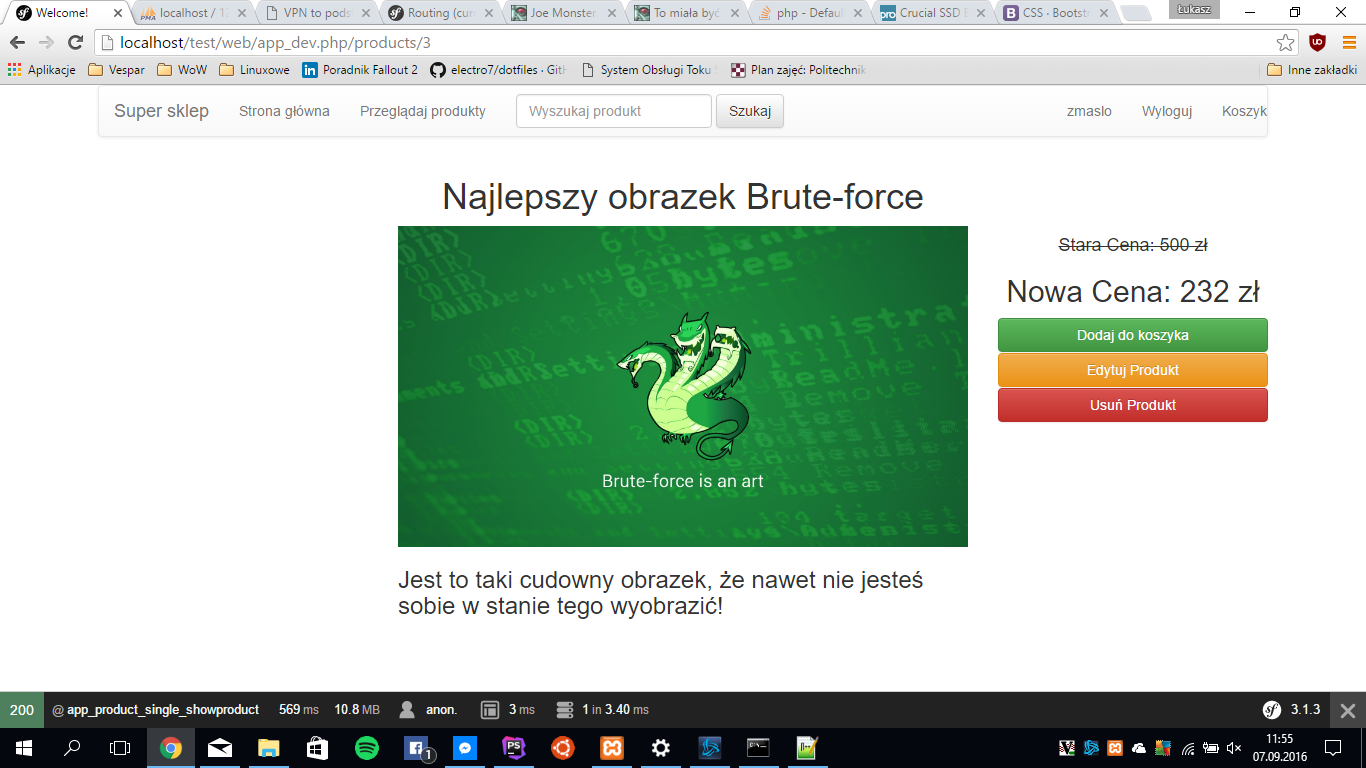 Welcome!
localhost / 12
VPN to pods
Routing (cur
Joe Monster
To miała być
php - Defau
Crucial SSD
CSS · Bootst
Łukasz
localhost/test/web/app_dev.php/products/3
Aplikacje
Vespar
WoW
Linuxowe
Poradnik Fallout 2
electro7/dotfiles · Git
System Obsługi Toku
Plan zajęć: Politechnik
Inne zakładki
Super sklep
Strona główna
Przeglądaj produkty
Wyszukaj produkt
Szukaj
zmaslo
Wyloguj
Koszyk
Najlepszy obrazek Brute-force
Stara Cena: 500 zł
Nowa Cena: 232 zł
Dodaj do koszyka
Edytuj Produkt
Usuń Produkt
Brute-force is an art
Jest to taki cudowny obrazek, że nawet nie jesteś
sobie w stanie tego wyobrazić!
200 @ app_product_single_showproduct 569 ms 10.8 MB anon. 3 ms 1 in 3.40 ms 3.1.3
11:55
07.09.2016